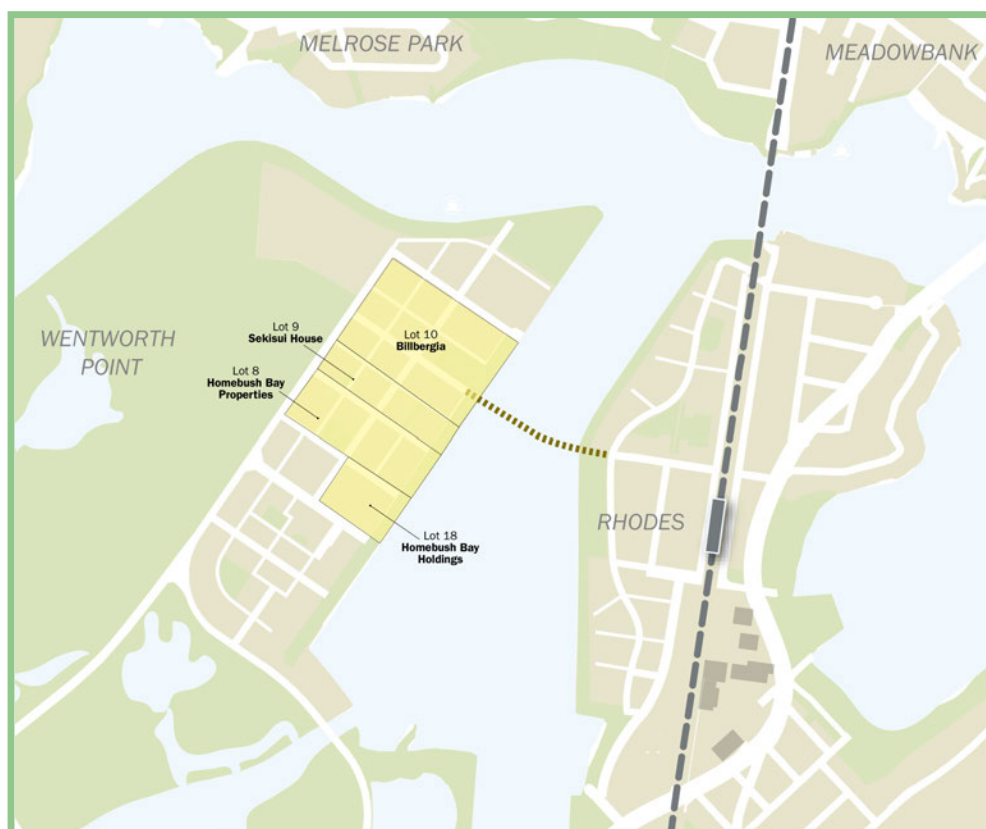 MELROSE PARK
MEADOWBANK
WENTWORTH
POINT
Lot 9
Sekisui House
Lot 10
Billbergia
Lot 8
Homebush Bay
Properties
RHODES
Lot 18
Homebush Bay
Holdings